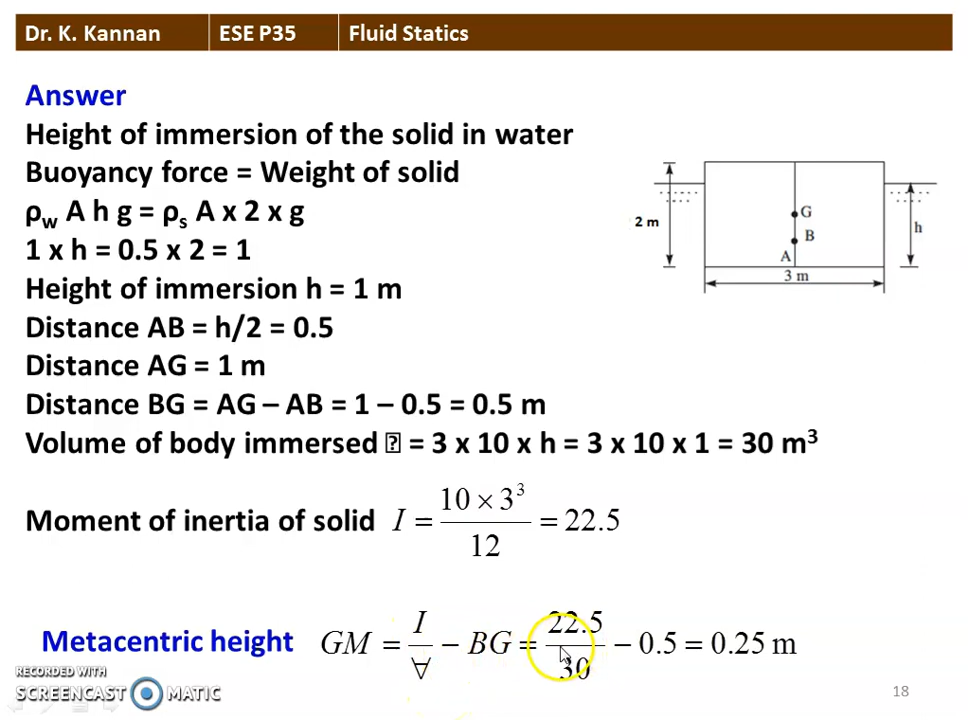 Dr. K. Kannan ESE P35 Fluid Statics
Answer
Height of immersion of the solid in water
Buoyancy force = Weight of solid
ρw A h g = ρs A x 2 x g
1 x h = 0.5 x 2 = 1
Height of immersion h = 1 m
Distance AB = h/2 = 0.5
Distance AG = 1 m
Distance BG = AG – AB = 1 – 0.5 = 0.5 m
Volume of body immersed = 3 x 10 x h = 3 x 10 x 1 = 30 m³
Moment of inertia of solid I = 10 × 3³ / 12 = 22.5
Metacentric height GM = I / ∀ − BG = 22.5 / 30 − 0.5 = 0.25 m
2 m
G
B
A
h
3 m
RECORDED WITH
SCREENCAST MATIC
18